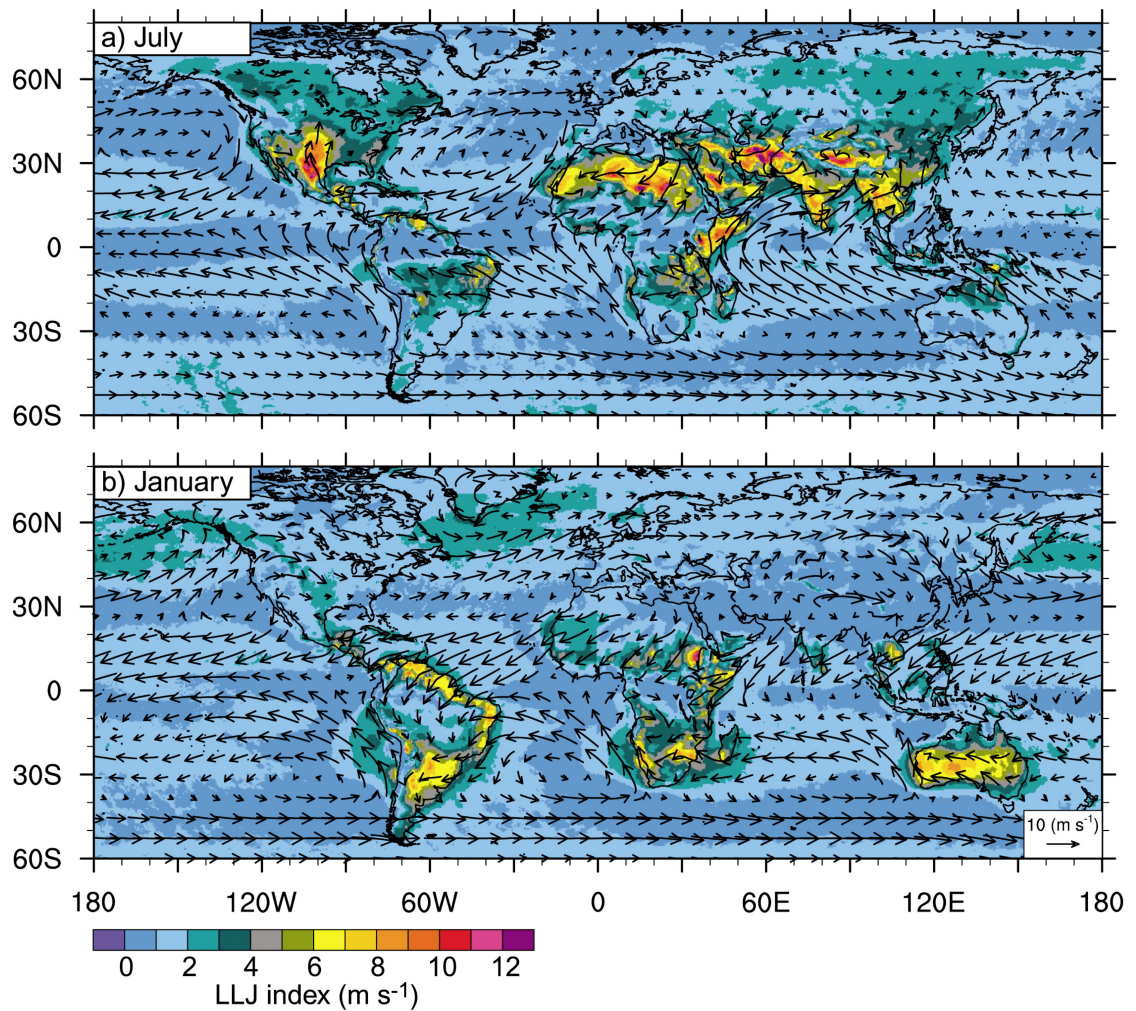 a) July
60N
30N
0
30S
60S
b) January
60N
30N
0
30S
60S
10 (m s-1)
180 120W 60W 0 60E 120E 180
0 2 4 6 8 10 12
LLJ index (m s-1)